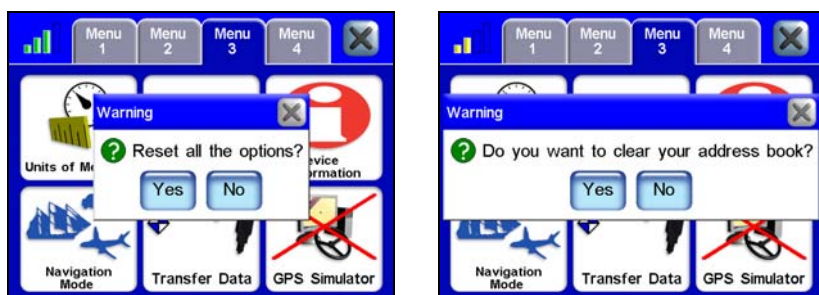 Menu 1
Menu 2
Menu 3
Menu 4
Warning
Reset all the options?
Yes
No
Units of Me
evice
rmation
Navigation
Mode
Transfer Data
GPS Simulator
Menu 1
Menu 2
Menu 3
Menu 4
Warning
Do you want to clear your address book?
Yes
No
Navigation
Mode
Transfer Data
GPS Simulator